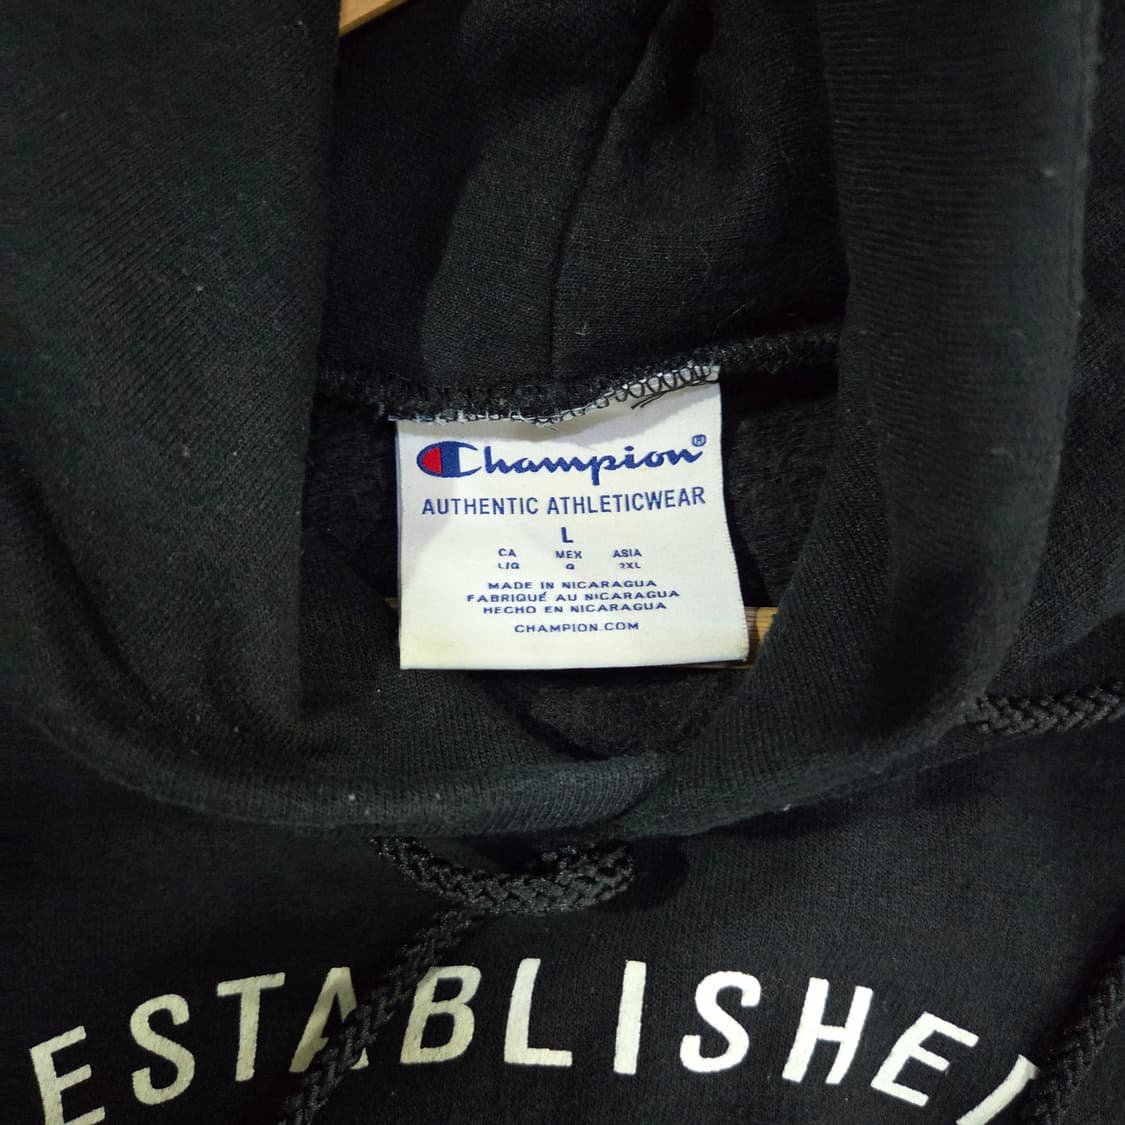 Champion®
AUTHENTIC ATHLETICWEAR
L
CA MEX ASIA
L/G G 2XL
MADE IN NICARAGUA
FABRIQUÉ AU NICARAGUA
HECHO EN NICARAGUA
CHAMPION.COM
ESTABLISHE